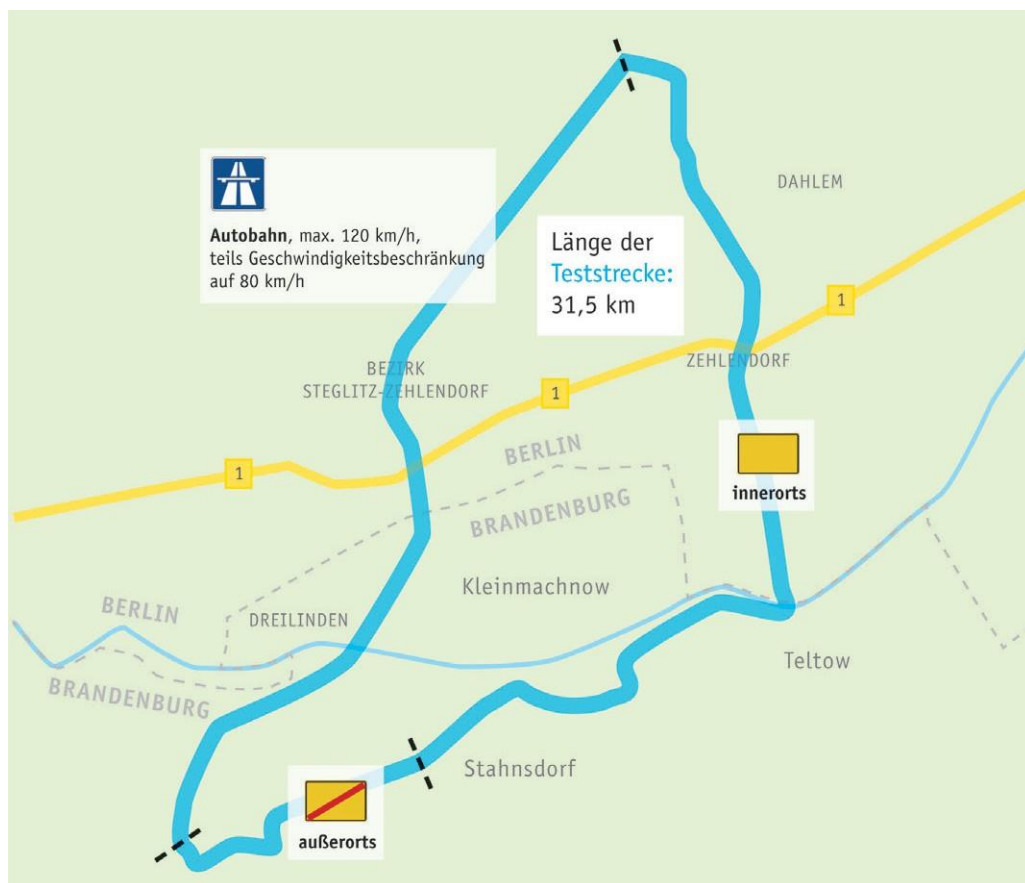 Autobahn, max. 120 km/h,
teils Geschwindigkeitsbeschränkung
auf 80 km/h
DAHLEM
Länge der
Teststrecke:
31,5 km
1
ZEHLENDORF
BEZIRK
STEGLITZ-ZEHLENDORF
1
1
BERLIN
innerorts
BRANDENBURG
Kleinmachnow
BERLIN
DREILINDEN
BRANDENBURG
Teltow
Stahnsdorf
außerorts